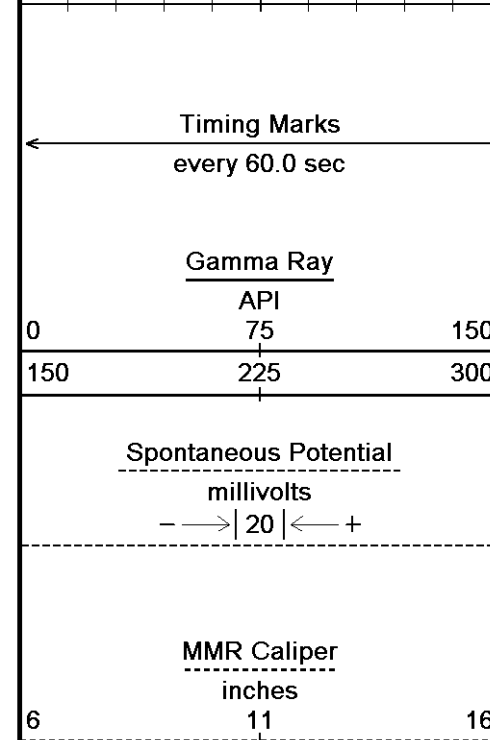 Timing Marks
every 60.0 sec
Gamma Ray
API
0 75 150
150 225 300
Spontaneous Potential
millivolts
− →|20|← +
MMR Caliper
inches
6 11 16